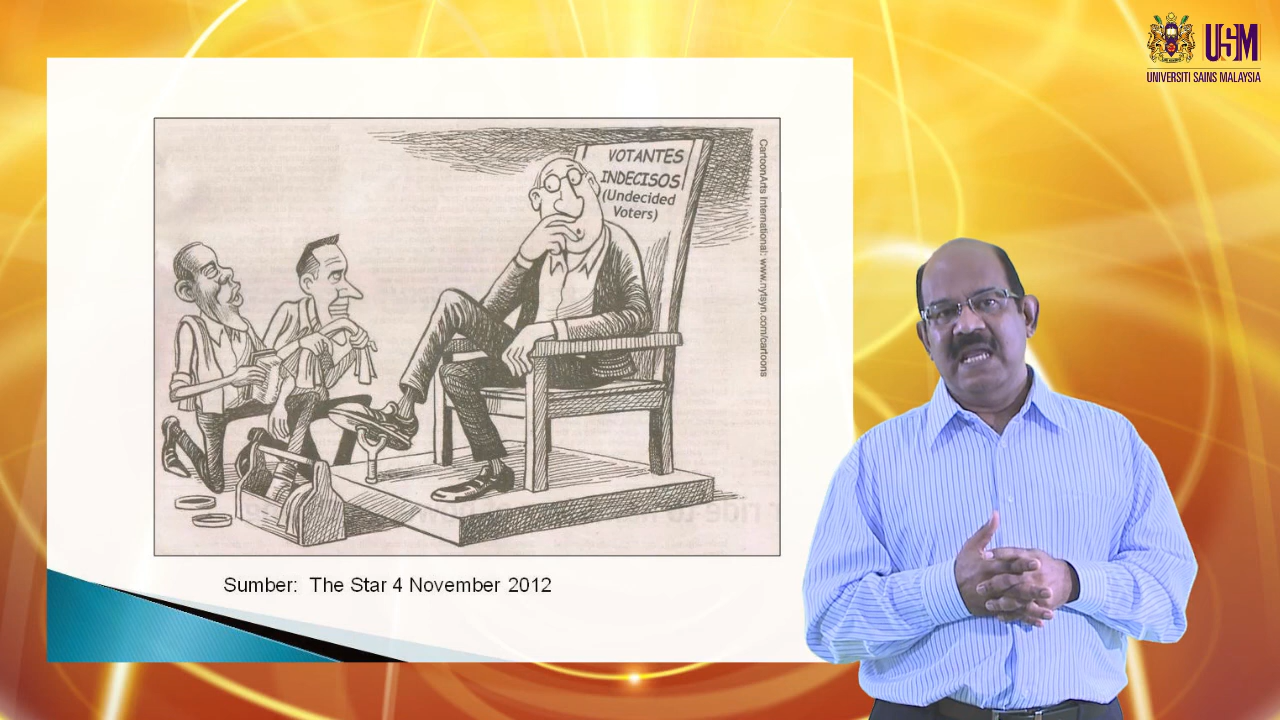 USM
UNIVERSITI SAINS MALAYSIA
VOTANTES
INDECISOS
(Undecided
Voters)
CartoonArts International: www.nytsyn.com/cartoons
Sumber: The Star 4 November 2012